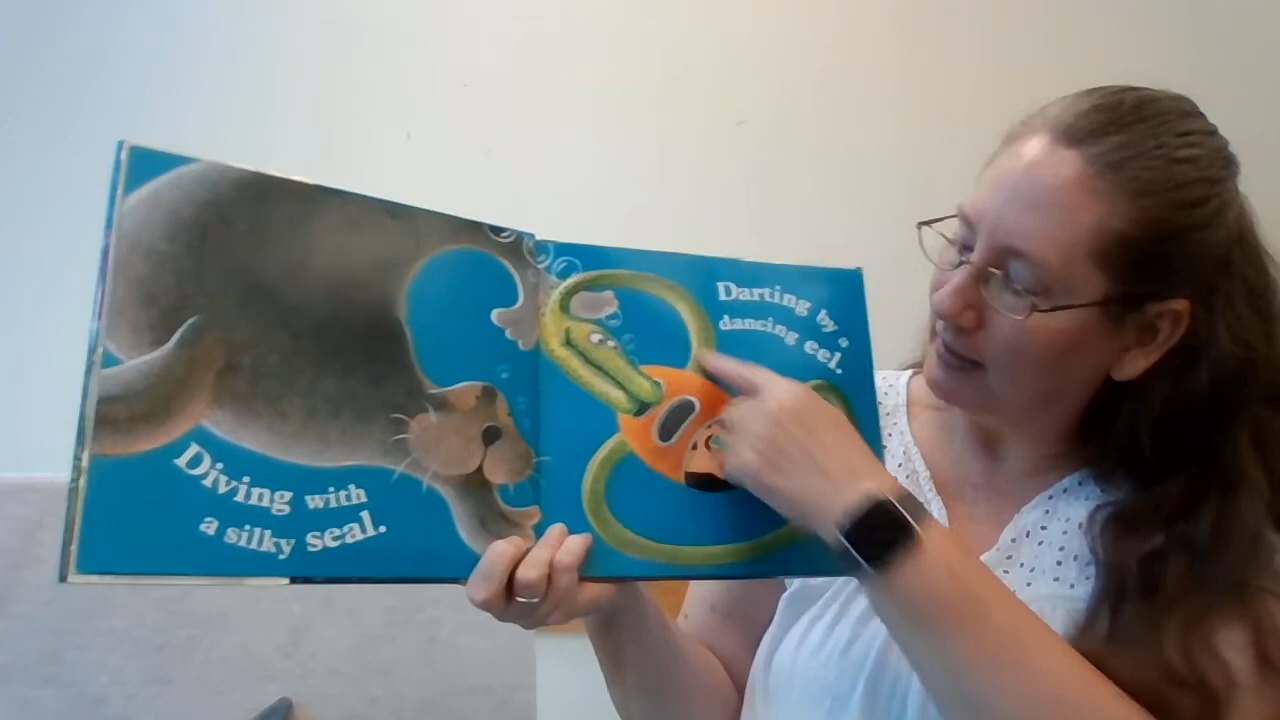 Diving with
a silky seal.
Darting by a
dancing eel.